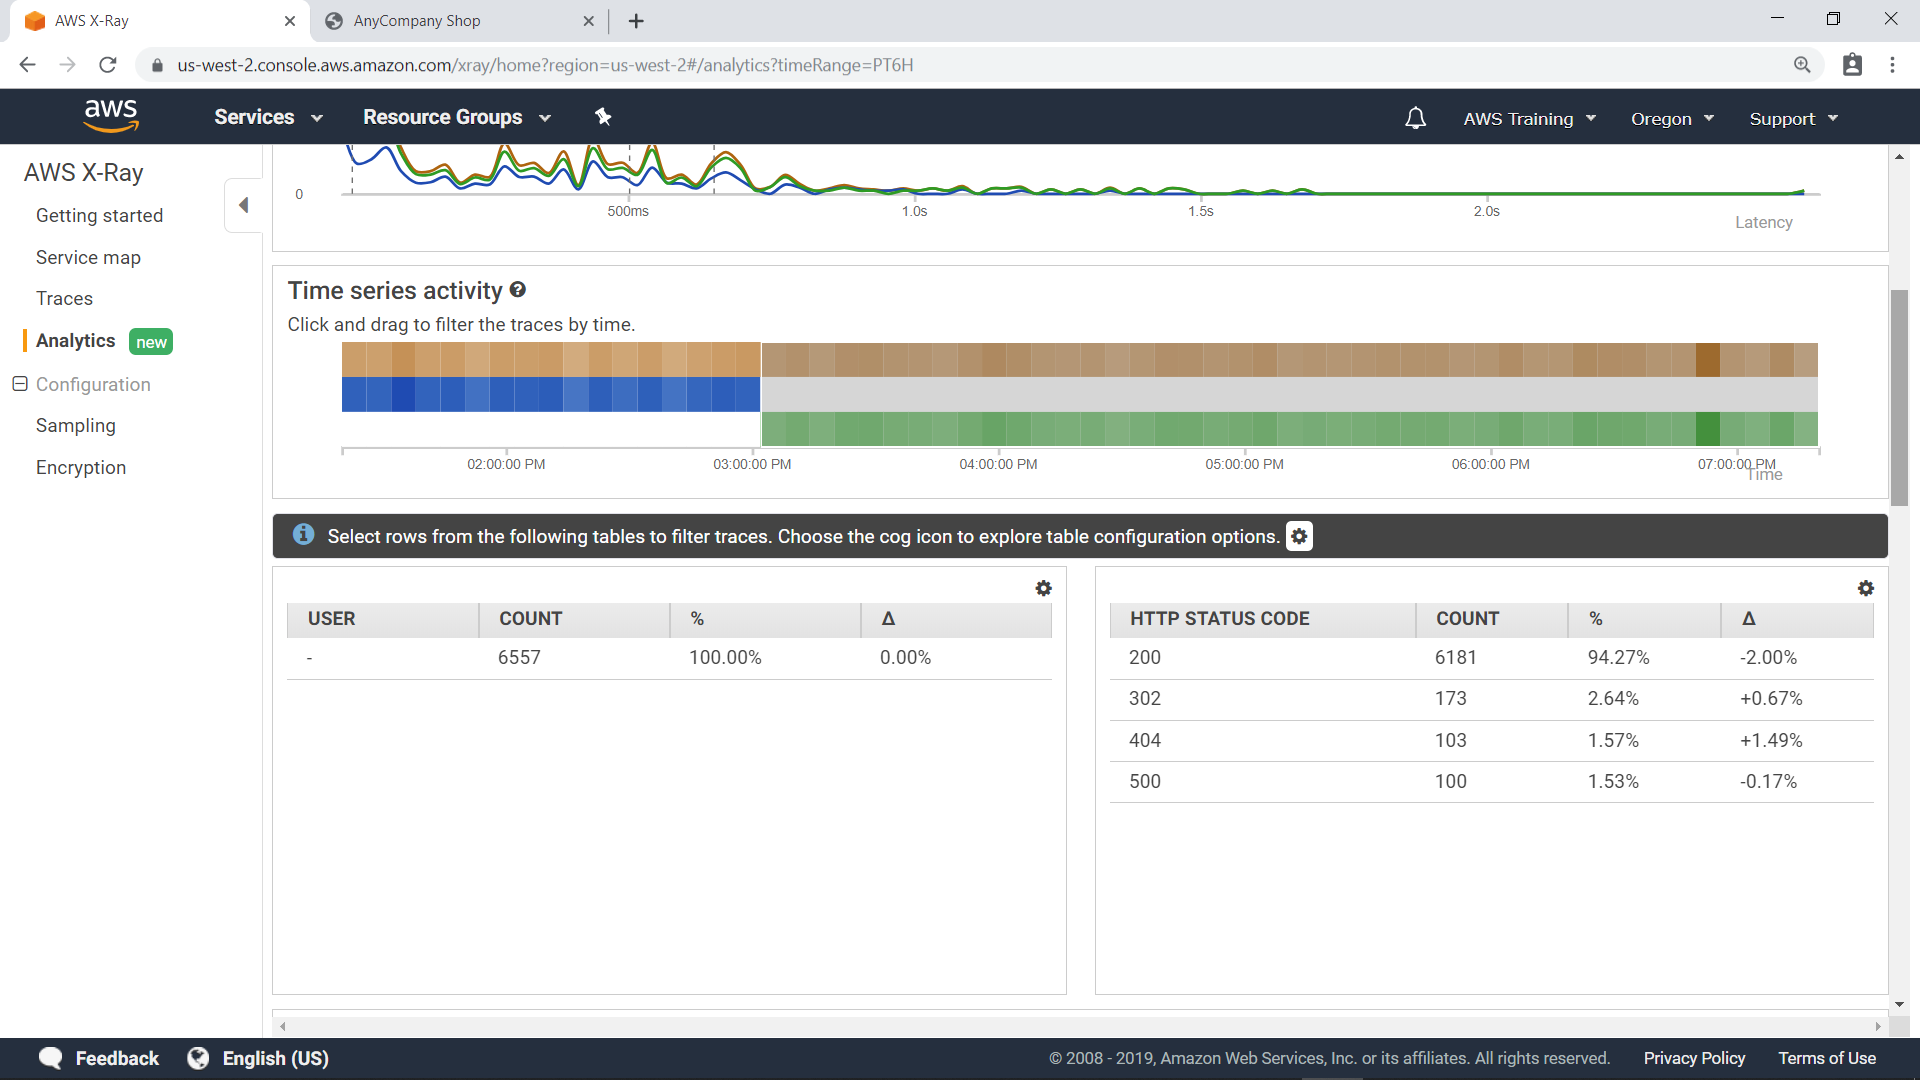 AWS X-Ray
AnyCompany Shop
us-west-2.console.aws.amazon.com/xray/home?region=us-west-2#/analytics?timeRange=PT6H
aws
Services
Resource Groups
AWS Training
Oregon
Support
AWS X-Ray
Getting started
Service map
Traces
Analytics new
Configuration
Sampling
Encryption
0
500ms 1.0s 1.5s 2.0s
Latency
Time series activity
Click and drag to filter the traces by time.
02:00:00 PM 03:00:00 PM 04:00:00 PM 05:00:00 PM 06:00:00 PM 07:00:00 PM
Time
Select rows from the following tables to filter traces. Choose the cog icon to explore table configuration options.
USER COUNT % Δ
- 6557 100.00% 0.00%
HTTP STATUS CODE COUNT % Δ
200 6181 94.27% -2.00%
302 173 2.64% +0.67%
404 103 1.57% +1.49%
500 100 1.53% -0.17%
Feedback
English (US)
© 2008 - 2019, Amazon Web Services, Inc. or its affiliates. All rights reserved.
Privacy Policy
Terms of Use